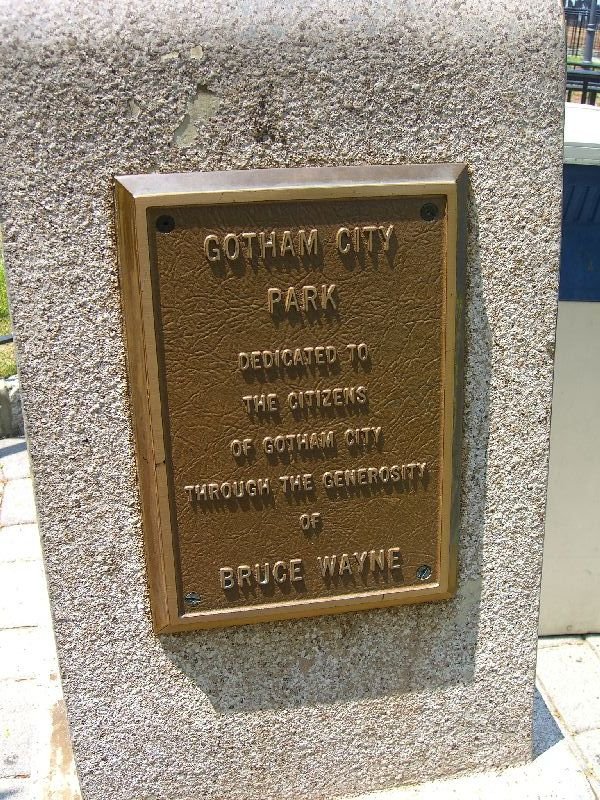 GOTHAM CITY
PARK
DEDICATED TO
THE CITIZENS
OF GOTHAM CITY
THROUGH THE GENEROSITY
OF
BRUCE WAYNE